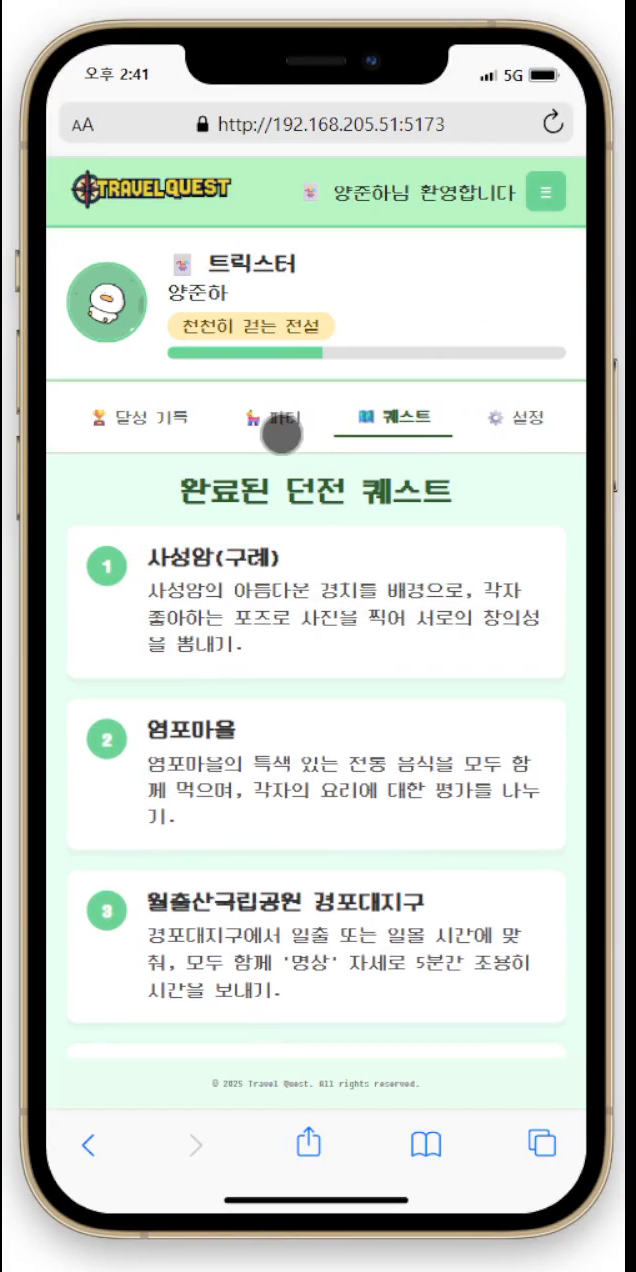 오후 2:41
5G
AA
http://192.168.205.51:5173
TRAVEL QUEST
양준하님 환영합니다
트릭스터
양준하
천천히 걷는 전설
달성 기록
파티
퀘스트
설정
완료된 던전 퀘스트
1
사성암(구례)
사성암의 아름다운 경치를 배경으로, 각자
좋아하는 포즈로 사진을 찍어 서로의 창의성
을 뽐내기.
2
염포마을
염포마을의 특색 있는 전통 음식을 모두 함
께 먹으며, 각자의 요리에 대한 평가를 나누
기.
3
월출산국립공원 경포대지구
경포대지구에서 일출 또는 일몰 시간에 맞
춰, 모두 함께 '명상' 자세로 5분간 조용히
시간을 보내기.
© 2025 Travel Quest. All rights reserved.